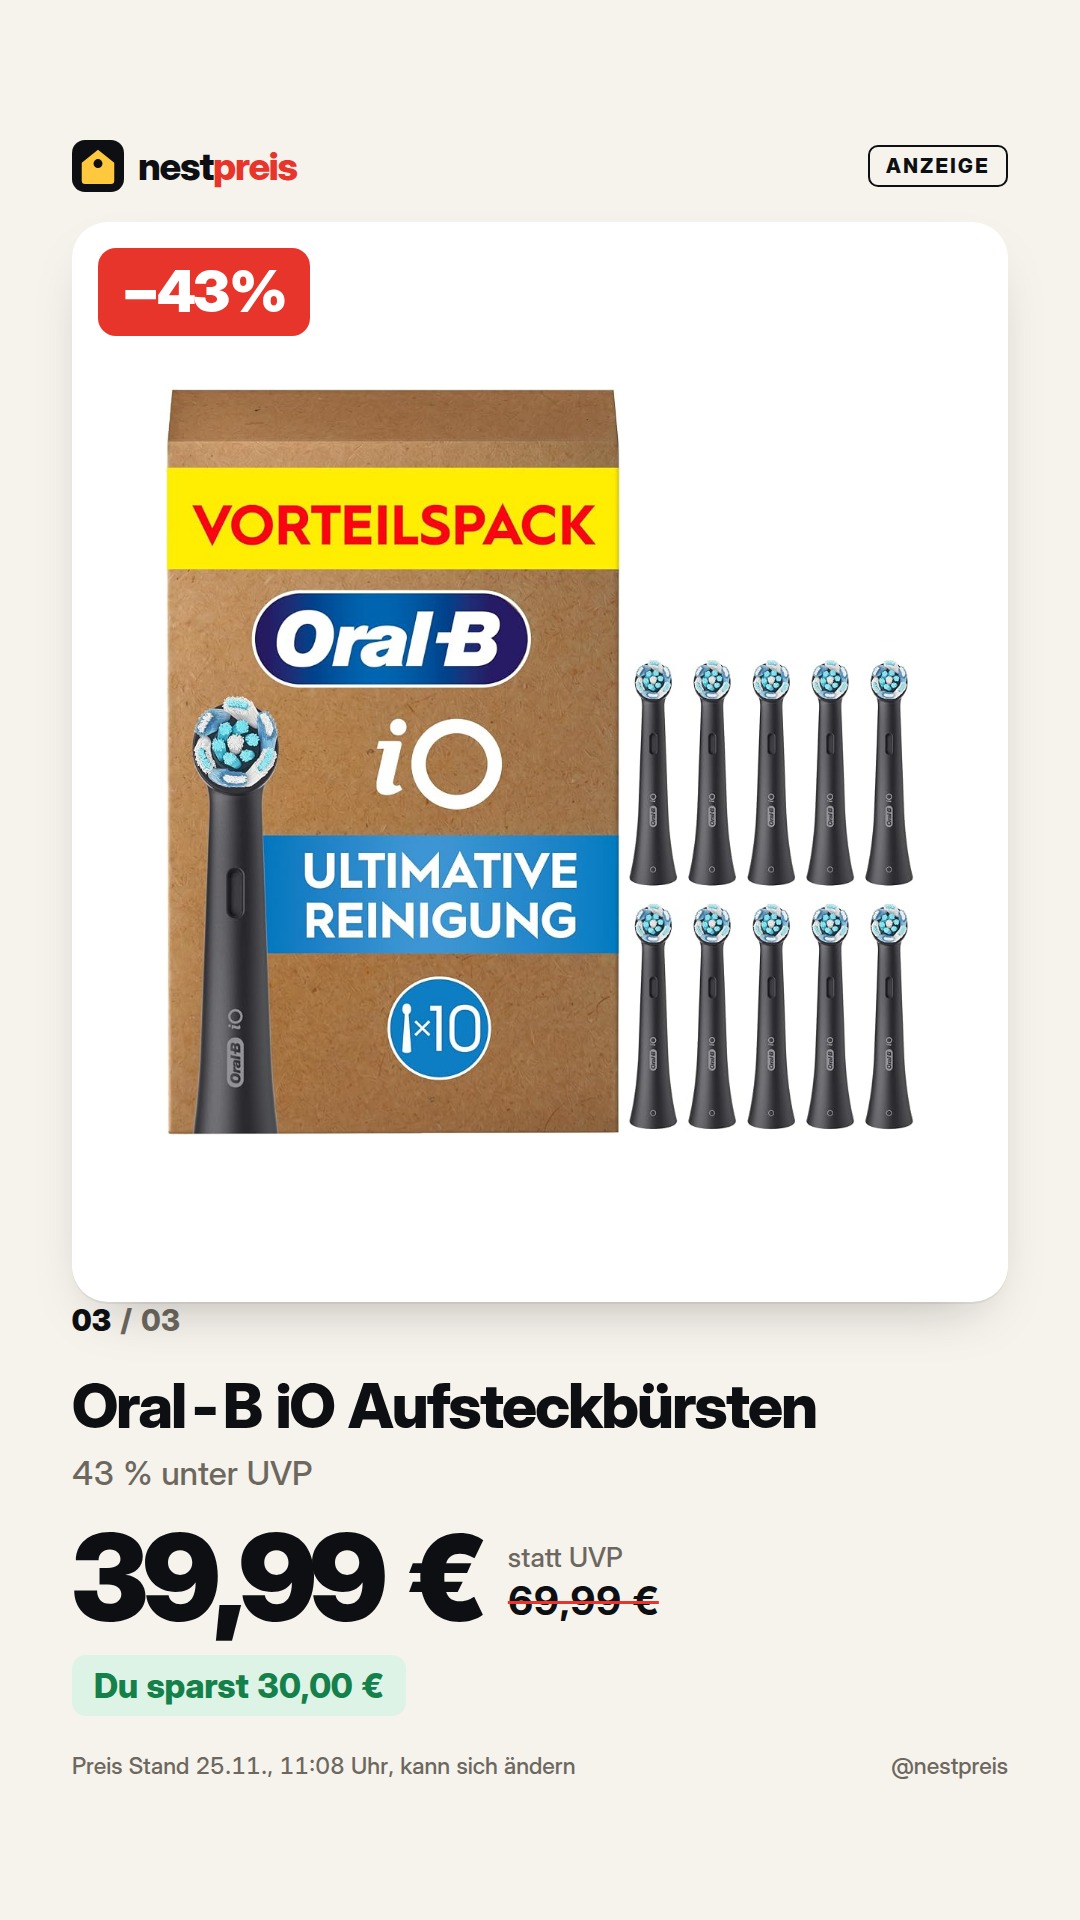 nestpreis
ANZEIGE
–43%
VORTEILSPACK
Oral-B
iO
ULTIMATIVE
REINIGUNG
×10
Oral-B iO
03 / 03
Oral-B iO Aufsteckbürsten
43 % unter UVP
39,99 €
statt UVP
69,99 €
Du sparst 30,00 €
Preis Stand 25.11., 11:08 Uhr, kann sich ändern
@nestpreis